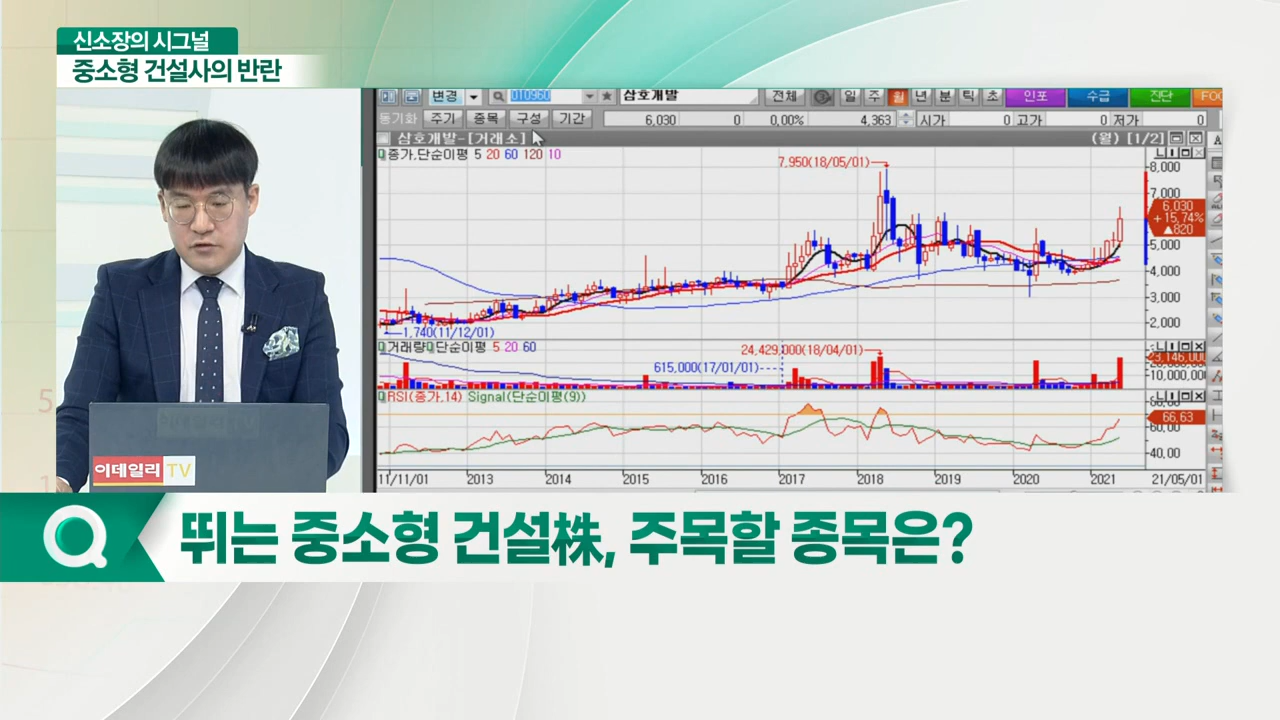 신소장의 시그널
중소형 건설사의 반란
변경 010960 삼호개발 전체 일 주 월 년 분 틱 초 인포 수급 진단 FOO
동기화 주기 종목 구성 기간 6,030 0 0,00% 4,363 시가 0 고가 0 저가 0
삼호개발-[거래소] (월) [1/2]
종가,단순이평 5 20 60 120 10
7,950(18/05/01)
8,000
7,000
6,030
+15,74%
▲820
5,000
4,000
3,000
2,000
1,740(11/12/01)
거래량 단순이평 5 20 60
24,429,000(18/04/01)
615,000(17/01/01)
23,146,000
10,000,00
RSI(종가,14) Signal(단순이평(9))
80,00
66,63
60,00
40,00
11/11/01 2013 2014 2015 2016 2017 2018 2019 2020 2021 21/05/01
이데일리 TV
뛰는 중소형 건설株, 주목할 종목은?